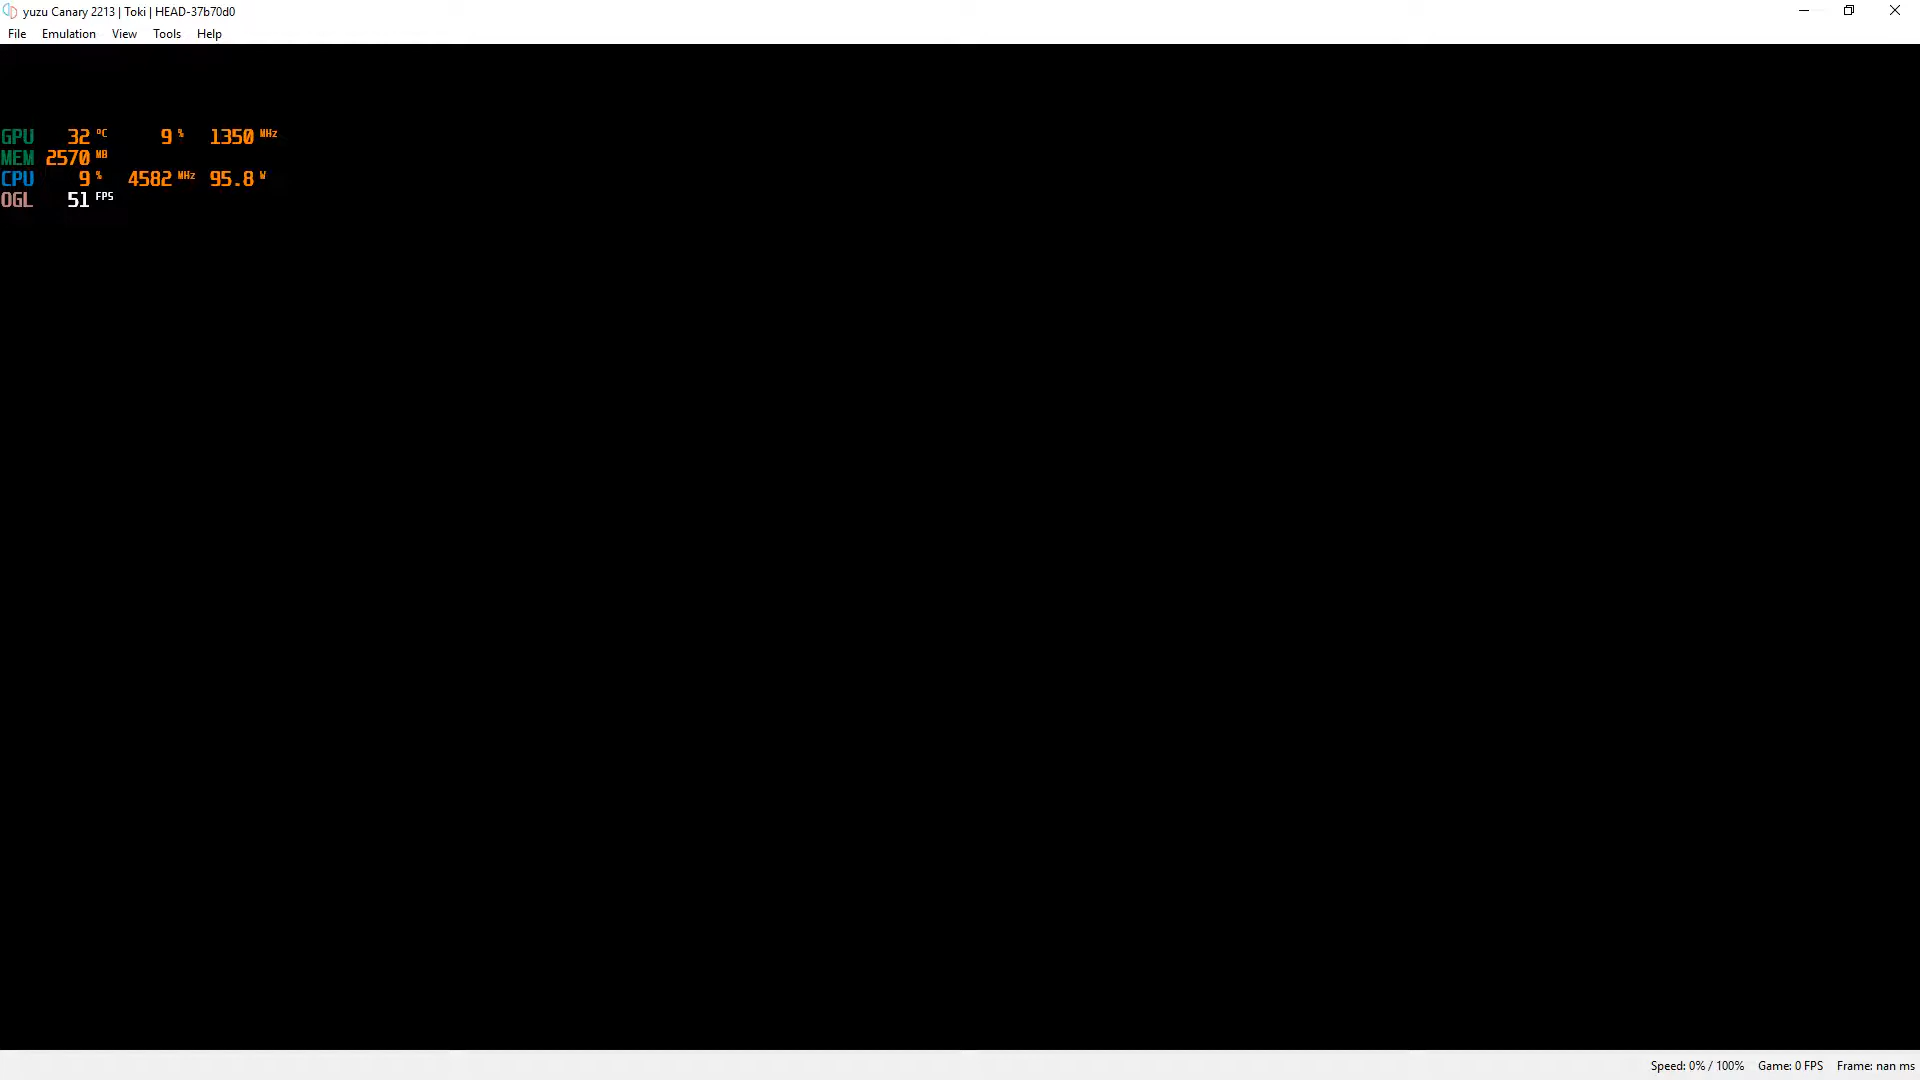 yuzu Canary 2213 | Toki | HEAD-37b70d0
File Emulation View Tools Help
GPU 32 °C 9 % 1350 MHz
MEM 2570 MB
CPU 9 % 4582 MHz 95.8 W
OGL 51 FPS
Speed: 0% / 100% Game: 0 FPS Frame: nan ms